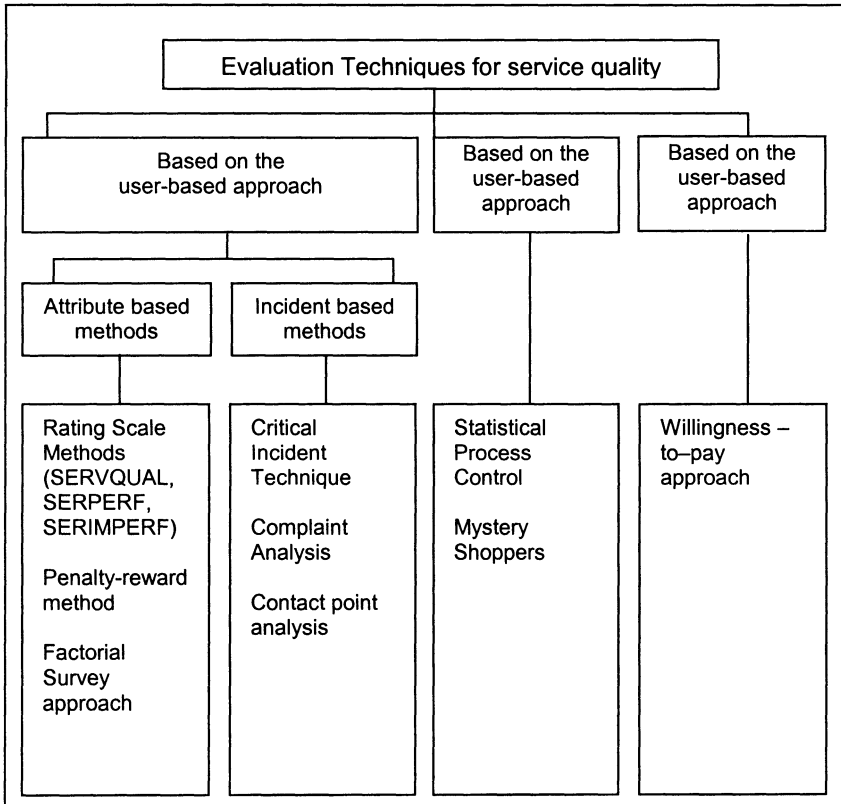 Evaluation Techniques for service quality
Based on the
user-based approach
Based on the
user-based
approach
Based on the
user-based
approach
Attribute based
methods
Incident based
methods
Rating Scale
Methods
(SERVQUAL,
SERPERF,
SERIMPERF)
Penalty-reward
method
Factorial
Survey
approach
Critical
Incident
Technique
Complaint
Analysis
Contact point
analysis
Statistical
Process
Control
Mystery
Shoppers
Willingness –
to–pay
approach